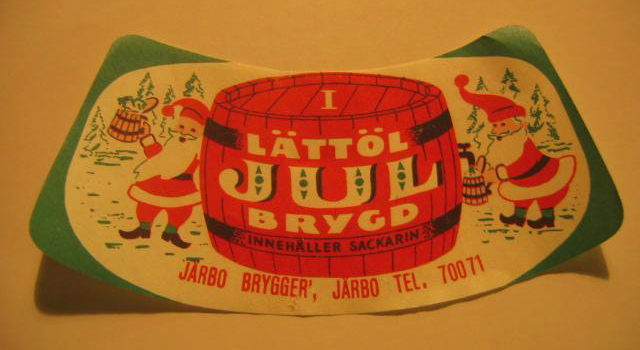 I
LÄTTÖL
JUL
BRYGD
INNEHÅLLER SACKARIN
JÄRBO BRYGGER', JÄRBO TEL. 70071